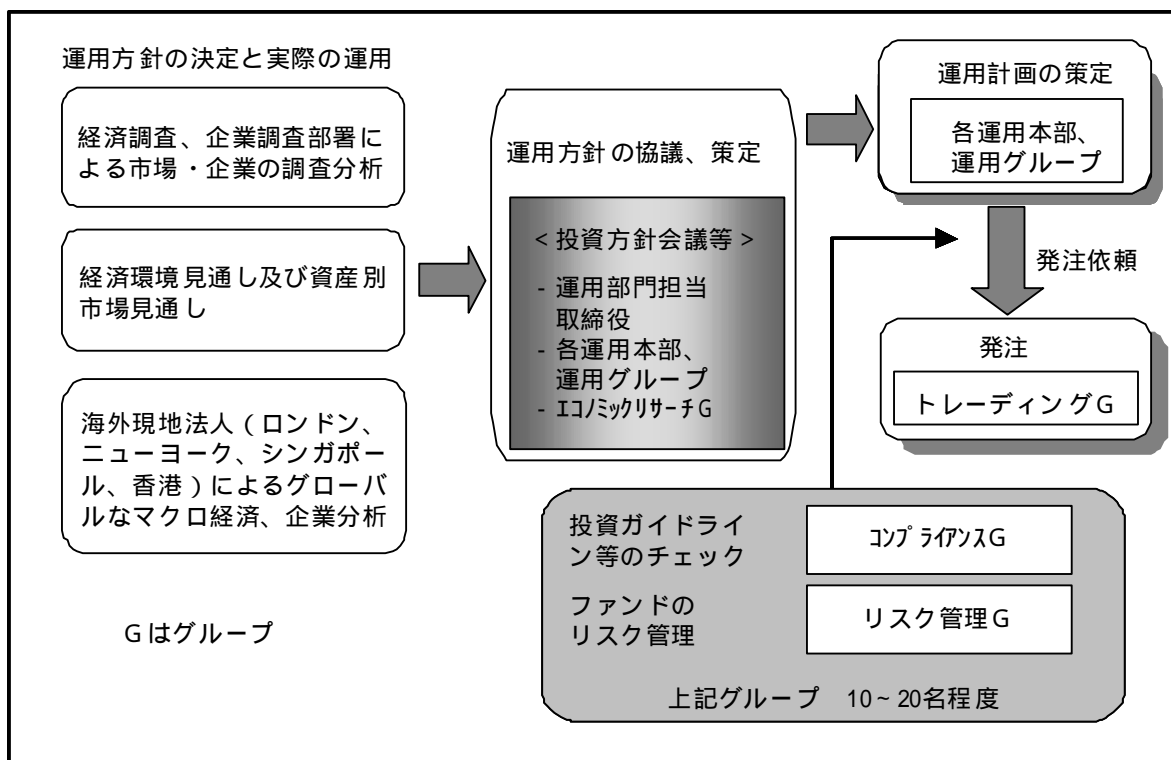 運用方針の決定と実際の運用
経済調査、企業調査部署に
よる市場・企業の調査分析
経済環境見通し及び資産別
市場見通し
海外現地法人（ロンドン、
ニューヨーク、シンガポー
ル、香港）によるグローバ
ルなマクロ経済、企業分析
Gはグループ
運用方針の協議、策定
＜投資方針会議等＞
- 運用部門担当
取締役
- 各運用本部、
運用グループ
- ｴｺﾉﾐｯｸﾘｻｰﾁG
運用計画の策定
各運用本部、
運用グループ
発注依頼
発注
トレーディングG
投資ガイドライ
ン等のチェック
ｺﾝﾌﾟﾗｲｱﾝｽG
ファンドの
リスク管理
リスク管理G
上記グループ　10～20名程度